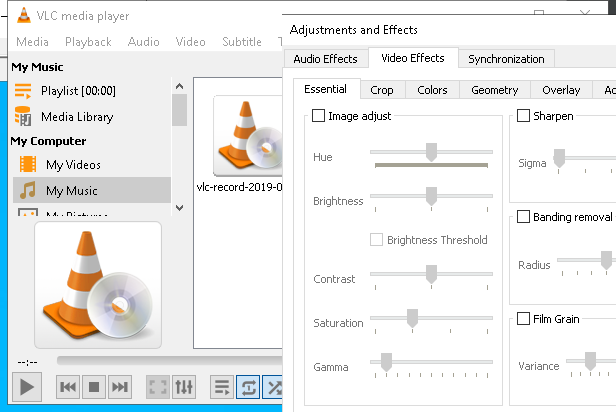 VLC media player
Media Playback Audio Video Subtitle
My Music
Playlist [00:00]
Media Library
My Computer
My Videos
My Music
My Pictures
vlc-record-2019-0
--:--
Adjustments and Effects
Audio Effects Video Effects Synchronization
Essential Crop Colors Geometry Overlay
Image adjust
Hue
Brightness
Brightness Threshold
Contrast
Saturation
Gamma
Sharpen
Sigma
Banding removal
Radius
Film Grain
Variance